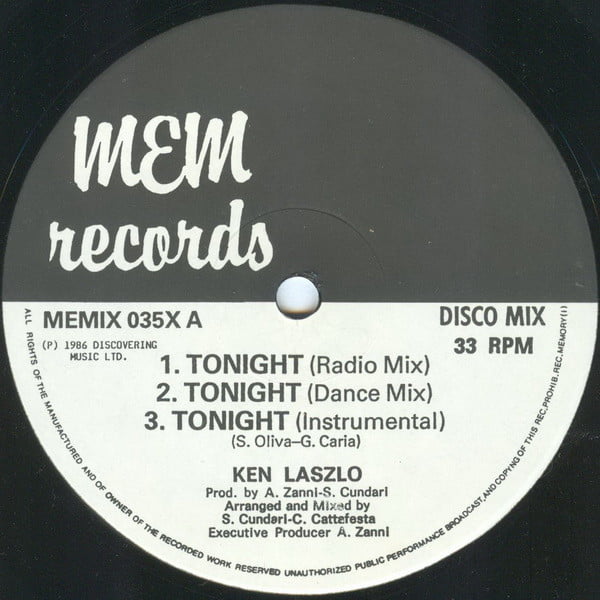 MEM
records
MEMIX 035X A
DISCO MIX
(P) 1986 DISCOVERING
MUSIC LTD.
33 RPM
1. TONIGHT (Radio Mix)
2. TONIGHT (Dance Mix)
3. TONIGHT (Instrumental)
(S. Oliva-G. Caria)
KEN LASZLO
Prod. by A. Zanni-S. Cundari
Arranged and Mixed by
S. Cundari-C. Cattefesta
Executive Producer A. Zanni
ALL RIGHTS OF THE MANUFACTURED AND OF OWNER OF THE RECORDED WORK RESERVED UNAUTHORIZED PUBLIC PERFORMANCE BROADCAST, AND COPYNG OF THIS REC, PROHIB, REC, MEMORY(I)